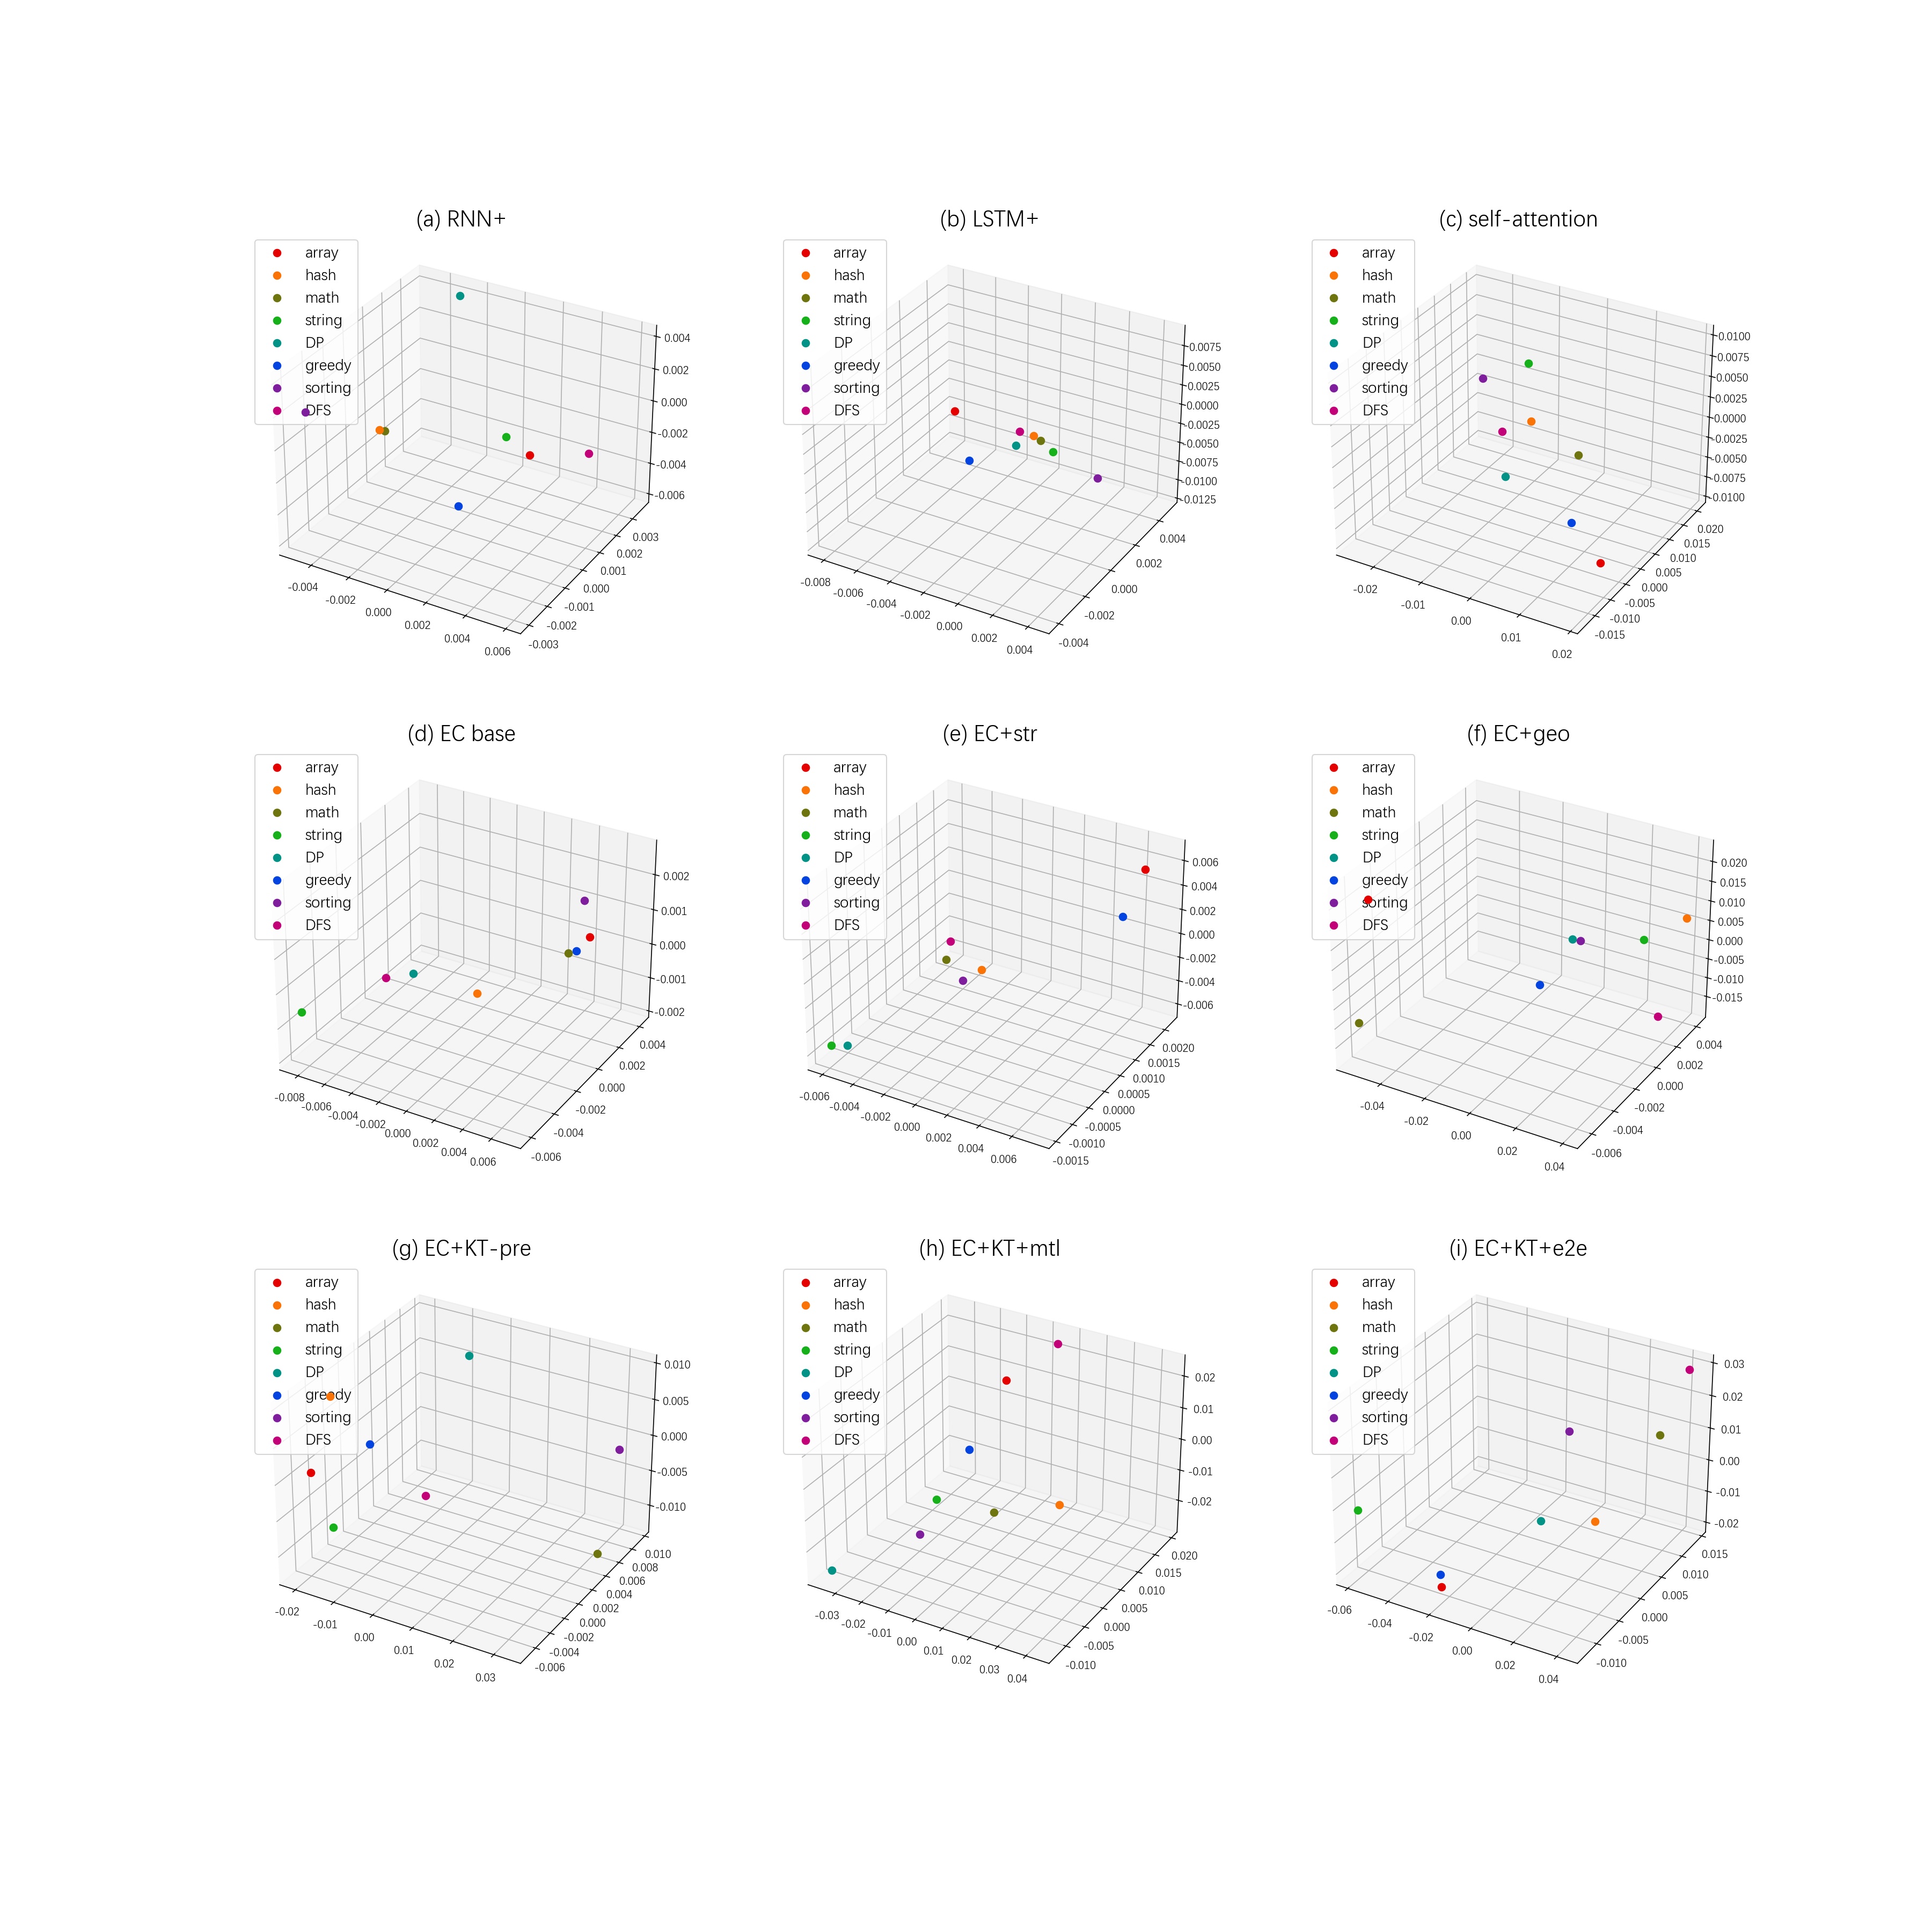 (a) RNN+
array
hash
math
string
DP
greedy
sorting
DFS
0.004
0.002
0.000
-0.002
-0.004
-0.006
0.003
0.002
0.001
0.000
-0.001
-0.002
-0.003
-0.004
-0.002
0.000
0.002
0.004
0.006
(b) LSTM+
array
hash
math
string
DP
greedy
sorting
DFS
0.0075
0.0050
0.0025
0.0000
-0.0025
-0.0050
-0.0075
-0.0100
-0.0125
0.004
0.002
0.000
-0.002
-0.004
-0.008
-0.006
-0.004
-0.002
0.000
0.002
0.004
(c) self-attention
array
hash
math
string
DP
greedy
sorting
DFS
0.0100
0.0075
0.0050
0.0025
0.0000
-0.0025
-0.0050
-0.0075
-0.0100
0.020
0.015
0.010
0.005
0.000
-0.005
-0.010
-0.015
-0.02
-0.01
0.00
0.01
0.02
(d) EC base
array
hash
math
string
DP
greedy
sorting
DFS
0.002
0.001
0.000
-0.001
-0.002
0.004
0.002
0.000
-0.002
-0.004
-0.006
-0.008
-0.006
-0.004
-0.002
0.000
0.002
0.004
0.006
(e) EC+str
array
hash
math
string
DP
greedy
sorting
DFS
0.006
0.004
0.002
0.000
-0.002
-0.004
-0.006
0.0020
0.0015
0.0010
0.0005
0.0000
-0.0005
-0.0010
-0.0015
-0.006
-0.004
-0.002
0.000
0.002
0.004
0.006
(f) EC+geo
array
hash
math
string
DP
greedy
sorting
DFS
0.020
0.015
0.010
0.005
0.000
-0.005
-0.010
-0.015
0.004
0.002
0.000
-0.002
-0.004
-0.006
-0.04
-0.02
0.00
0.02
0.04
(g) EC+KT-pre
array
hash
math
string
DP
greedy
sorting
DFS
0.010
0.005
0.000
-0.005
-0.010
0.010
0.008
0.006
0.004
0.002
0.000
-0.002
-0.004
-0.006
-0.02
-0.01
0.00
0.01
0.02
0.03
(h) EC+KT+mtl
array
hash
math
string
DP
greedy
sorting
DFS
0.02
0.01
0.00
-0.01
-0.02
0.020
0.015
0.010
0.005
0.000
-0.005
-0.010
-0.03
-0.02
-0.01
0.00
0.01
0.02
0.03
0.04
(i) EC+KT+e2e
array
hash
math
string
DP
greedy
sorting
DFS
0.03
0.02
0.01
0.00
-0.01
-0.02
0.015
0.010
0.005
0.000
-0.005
-0.010
-0.06
-0.04
-0.02
0.00
0.02
0.04